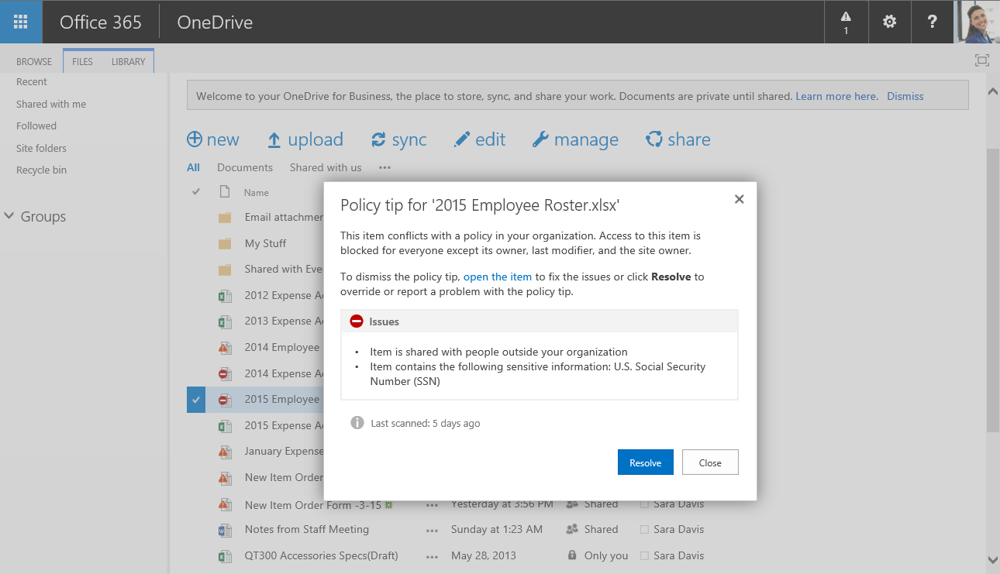 Office 365
OneDrive
1
?
BROWSE
FILES
LIBRARY
Recent
Shared with me
Followed
Site folders
Recycle bin
Groups
Welcome to your OneDrive for Business, the place to store, sync, and share your work. Documents are private until shared. Learn more here. Dismiss
new
upload
sync
edit
manage
share
All
Documents
Shared with us
•••
Name
Email attachmen
My Stuff
Shared with Eve
2012 Expense A
2013 Expense A
2014 Employee
2014 Expense A
2015 Employee
2015 Expense A
January Expense
New Item Order
New Item Order Form -3-15 ••• Yesterday at 3:56 PM Shared Sara Davis
Notes from Staff Meeting ••• Sunday at 1:23 AM Shared Sara Davis
QT300 Accessories Specs(Draft) ••• May 28, 2013 Only you Sara Davis
Policy tip for '2015 Employee Roster.xlsx'
This item conflicts with a policy in your organization. Access to this item is
blocked for everyone except its owner, last modifier, and the site owner.
To dismiss the policy tip, open the item to fix the issues or click Resolve to
override or report a problem with the policy tip.
Issues
• Item is shared with people outside your organization
• Item contains the following sensitive information: U.S. Social Security
Number (SSN)
Last scanned: 5 days ago
Resolve
Close